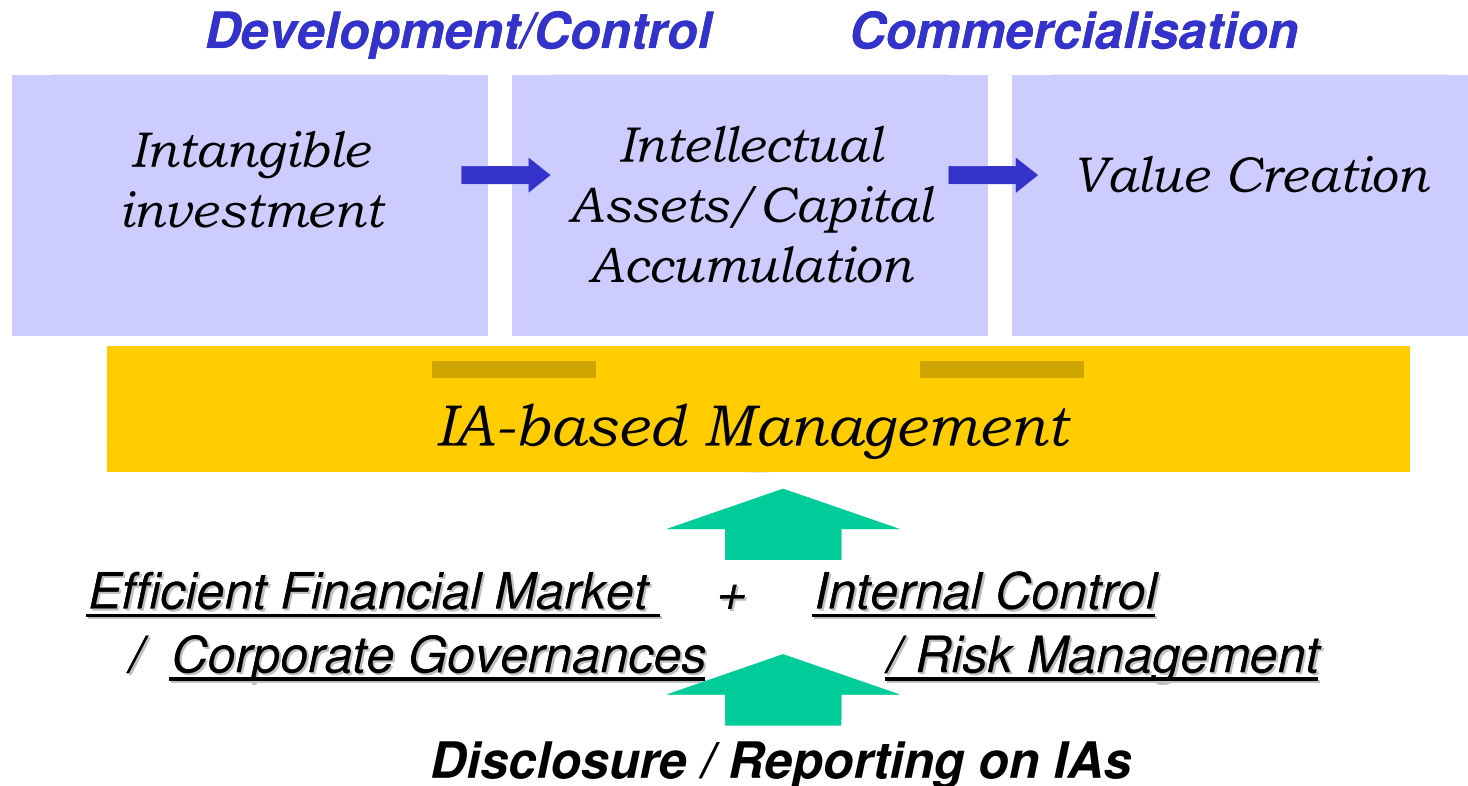 Development/Control Commercialisation
Intangible
investment
Intellectual
Assets/Capital
Accumulation
Value Creation
IA-based Management
Efficient Financial Market + Internal Control
/ Corporate Governances / Risk Management
Disclosure / Reporting on IAs